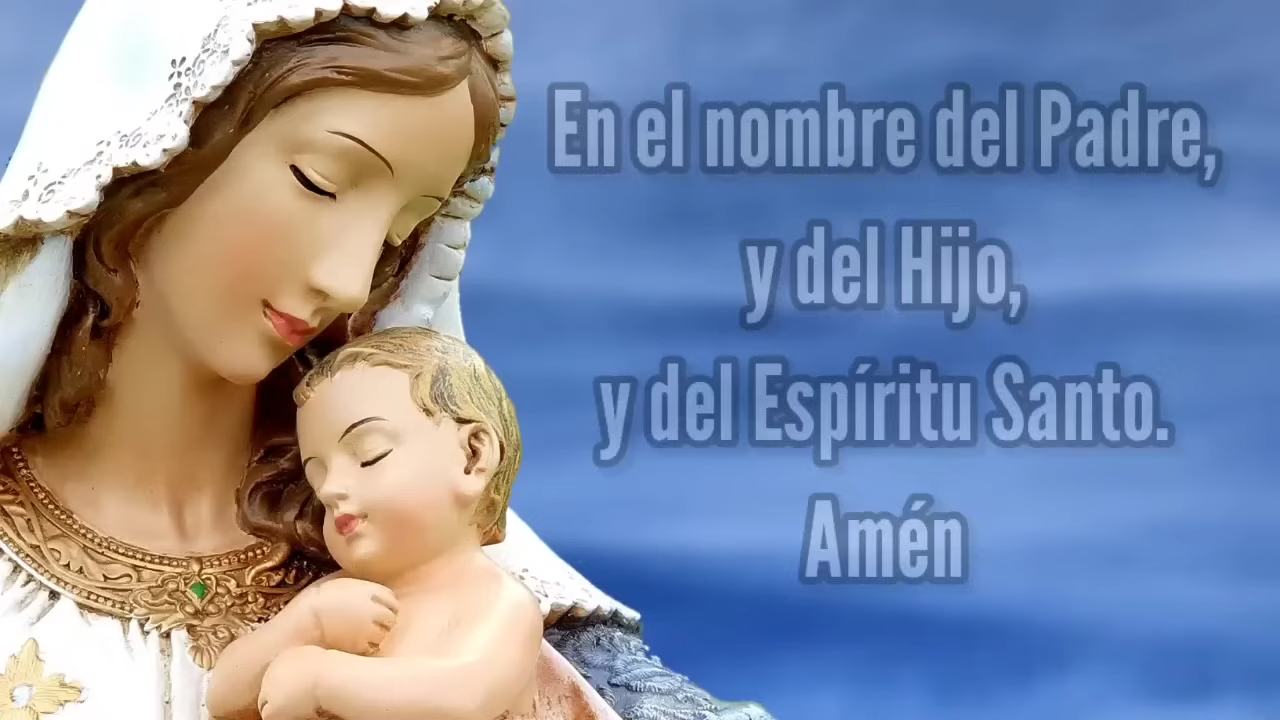 En el nombre del Padre,
y del Hijo,
y del Espíritu Santo.
Amén